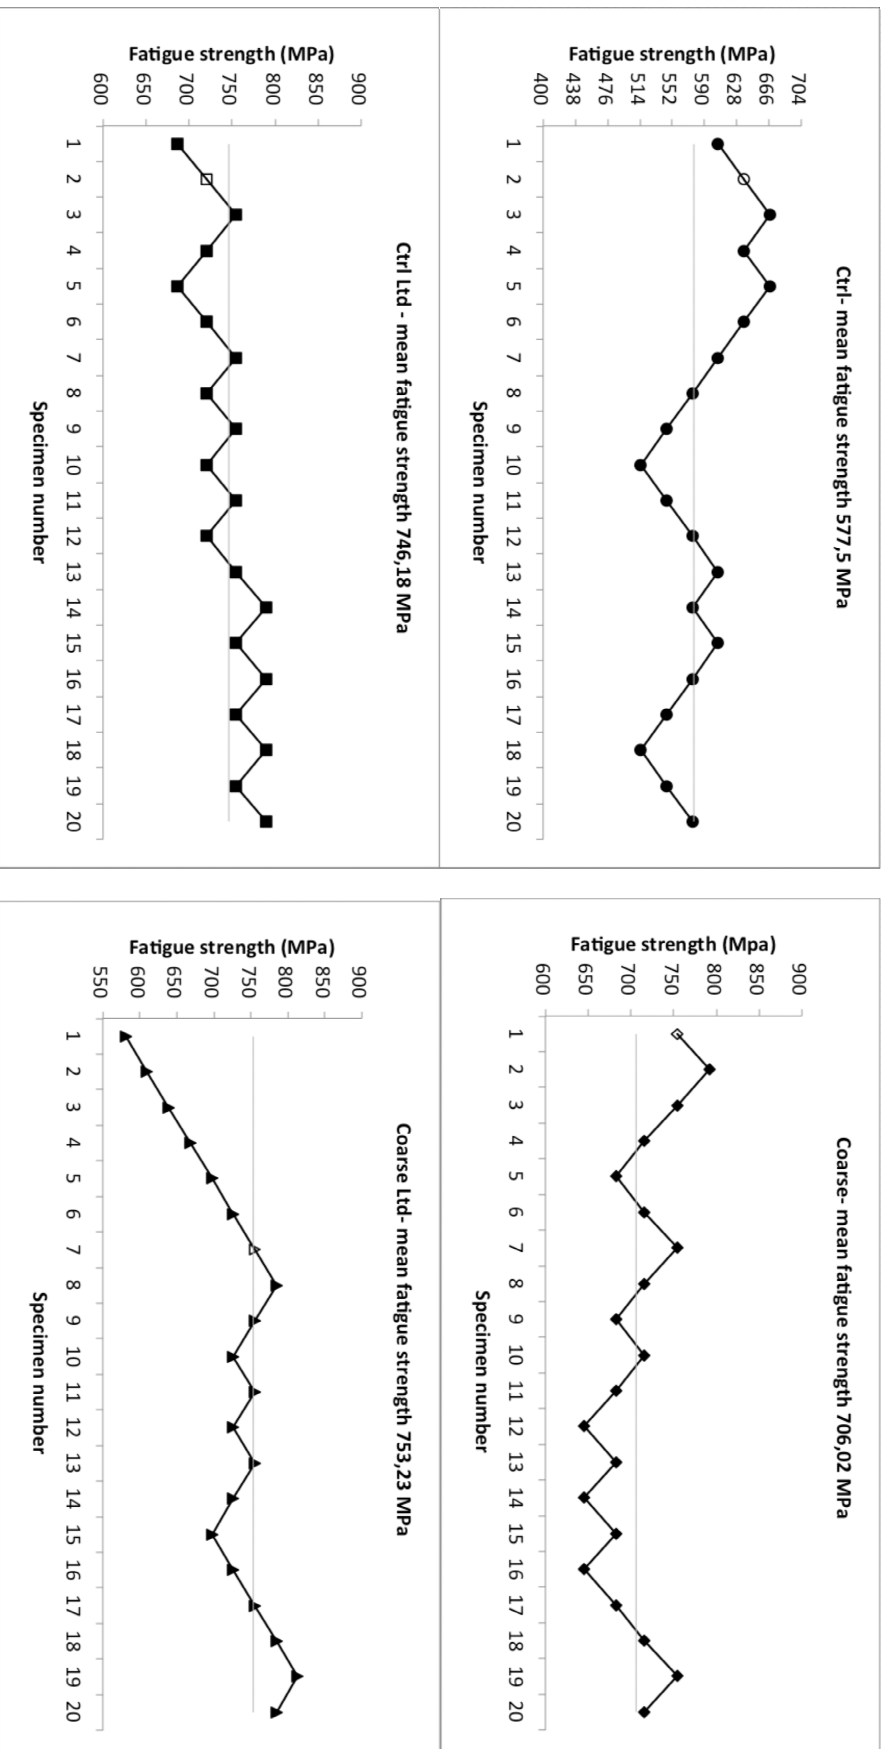 Ctrl- mean fatigue strength 577,5 MPa
Fatigue strength (MPa)
704
666
628
590
552
514
476
438
400
1 2 3 4 5 6 7 8 9 10 11 12 13 14 15 16 17 18 19 20
Specimen number
Coarse- mean fatigue strength 706,02 MPa
Fatigue strength (Mpa)
900
850
800
750
700
650
600
1 2 3 4 5 6 7 8 9 10 11 12 13 14 15 16 17 18 19 20
Specimen number
Ctrl Ltd - mean fatigue strength 746,18 MPa
Fatigue strength (MPa)
900
850
800
750
700
650
600
1 2 3 4 5 6 7 8 9 10 11 12 13 14 15 16 17 18 19 20
Specimen number
Coarse Ltd- mean fatigue strength 753,23 MPa
Fatigue strength (MPa)
900
850
800
750
700
650
600
550
1 2 3 4 5 6 7 8 9 10 11 12 13 14 15 16 17 18 19 20
Specimen number